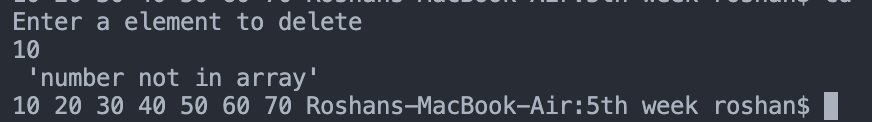 Enter a element to delete
10
 'number not in array'
10 20 30 40 50 60 70 Roshans-MacBook-Air:5th week roshan$